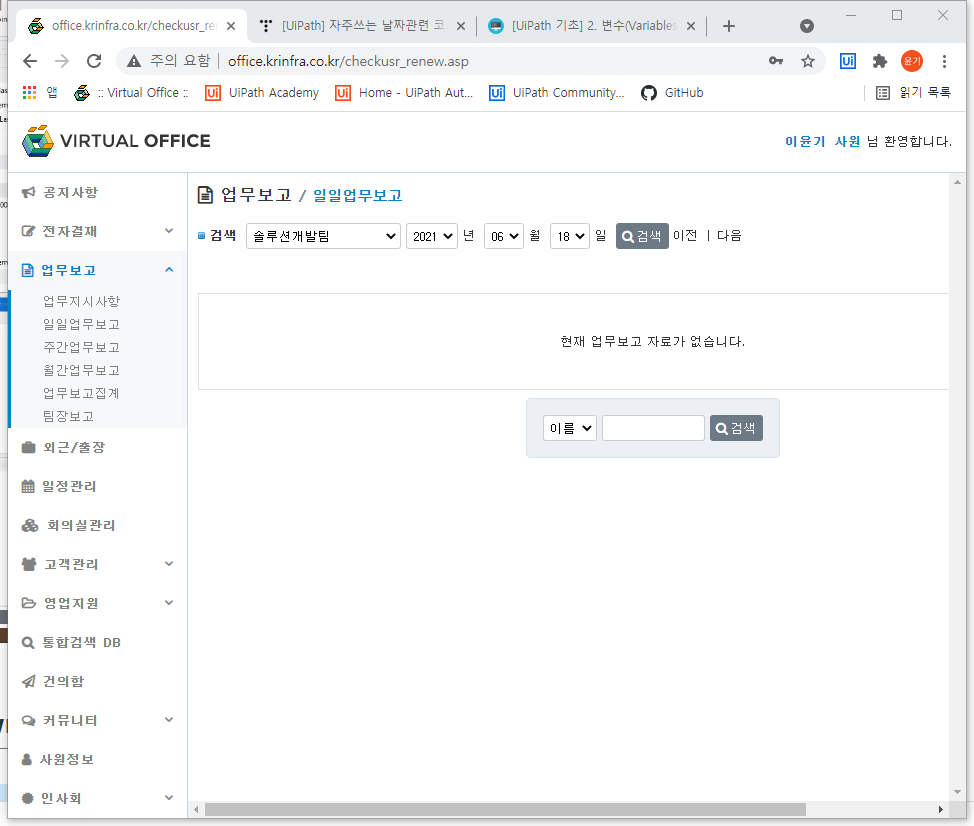 office.krinfra.co.kr/checkusr_re
[UiPath] 자주쓰는 날짜관련 코
[UiPath 기초] 2. 변수(Variables
주의 요함
office.krinfra.co.kr/checkusr_renew.asp
Ui
윤기
앱
:: Virtual Office ::
Ui UiPath Academy
Ui Home - UiPath Aut...
Ui UiPath Community...
GitHub
읽기 목록
VIRTUAL OFFICE
이윤기 사원 님 환영합니다.
공지사항
전자결재
업무보고
업무지시사항
일일업무보고
주간업무보고
월간업무보고
업무보고집계
팀장보고
외근/출장
일정관리
회의실관리
고객관리
영업지원
통합검색 DB
건의함
커뮤니티
사원정보
인사회
업무보고 / 일일업무보고
검색 솔루션개발팀 2021 년 06 월 18 일 검색 이전 | 다음
현재 업무보고 자료가 없습니다.
이름 검색